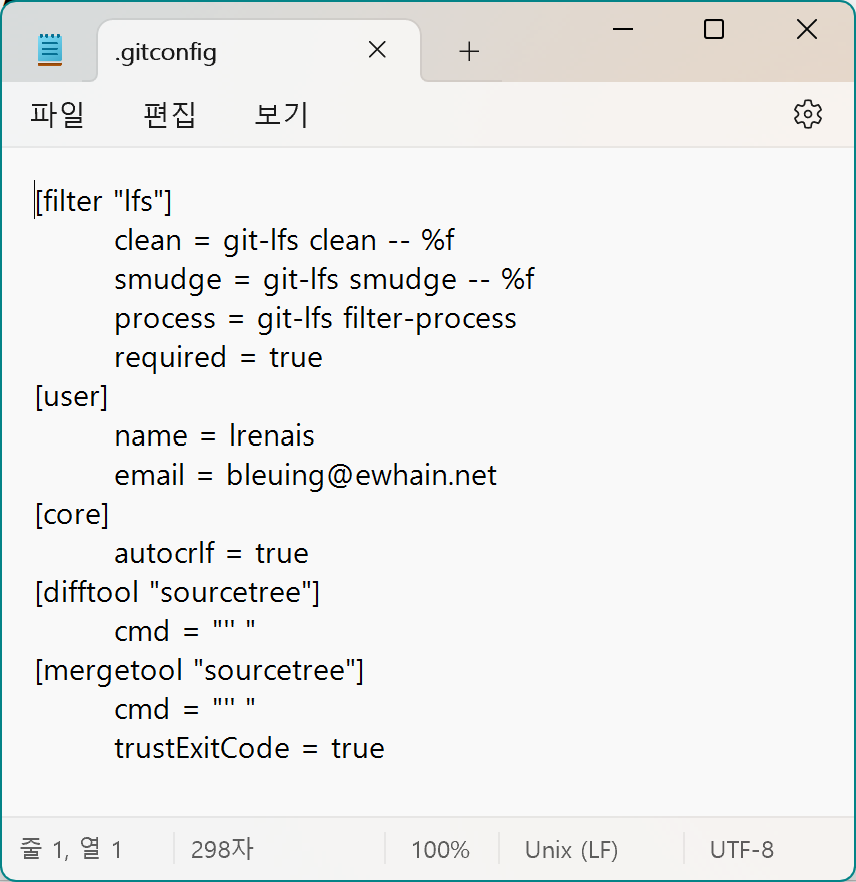 .gitconfig
파일 편집 보기
[filter "lfs"]
clean = git-lfs clean -- %f
smudge = git-lfs smudge -- %f
process = git-lfs filter-process
required = true
[user]
name = lrenais
email = bleuing@ewhain.net
[core]
autocrlf = true
[difftool "sourcetree"]
cmd = "'' "
[mergetool "sourcetree"]
cmd = "'' "
trustExitCode = true
줄 1, 열 1 298자 100% Unix (LF) UTF-8